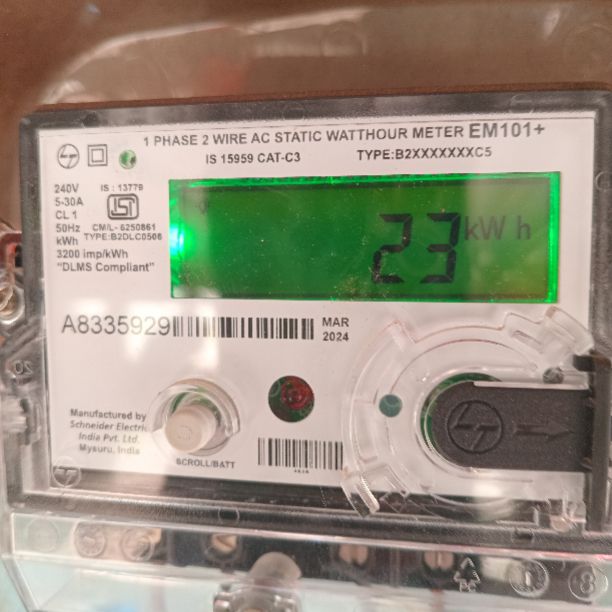 1 PHASE 2 WIRE AC STATIC WATTHOUR METER EM101+
IS 15959 CAT-C3 TYPE:B2XXXXXXXC5
240V
5-30A
CL 1
50Hz
kWh
3200 imp/kWh
"DLMS Compliant"
IS : 13779
ISI
CM/L- 6250861
TYPE:B2DLC0506
23 kW h
A8335929
MAR
2024
Manufactured by
Schneider Electric
India Pvt. Ltd.
Mysuru, India
SCROLL/BATT
PC